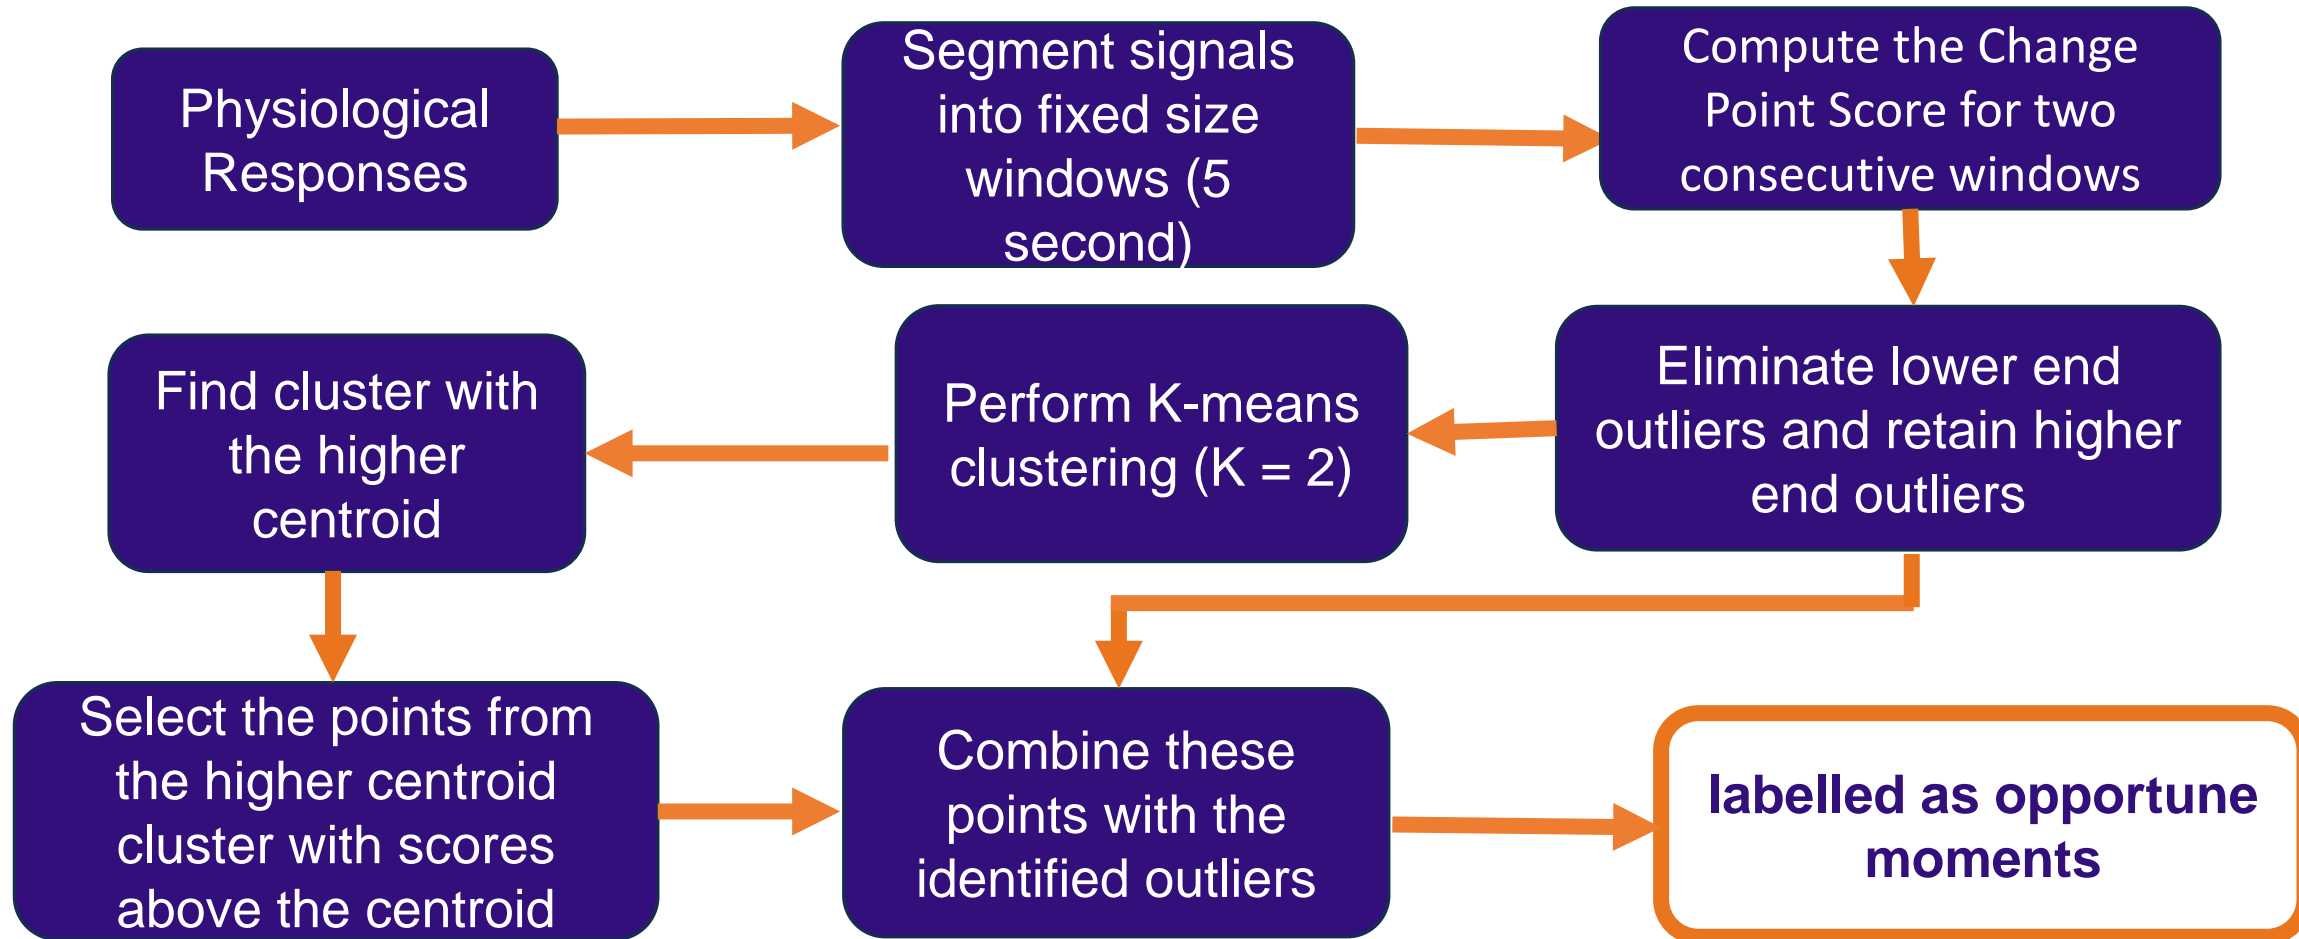 Physiological
Responses
Segment signals
into fixed size
windows (5
second)
Compute the Change
Point Score for two
consecutive windows
Eliminate lower end
outliers and retain higher
end outliers
Perform K-means
clustering (K = 2)
Find cluster with
the higher
centroid
Select the points from
the higher centroid
cluster with scores
above the centroid
Combine these
points with the
identified outliers
labelled as opportune
moments